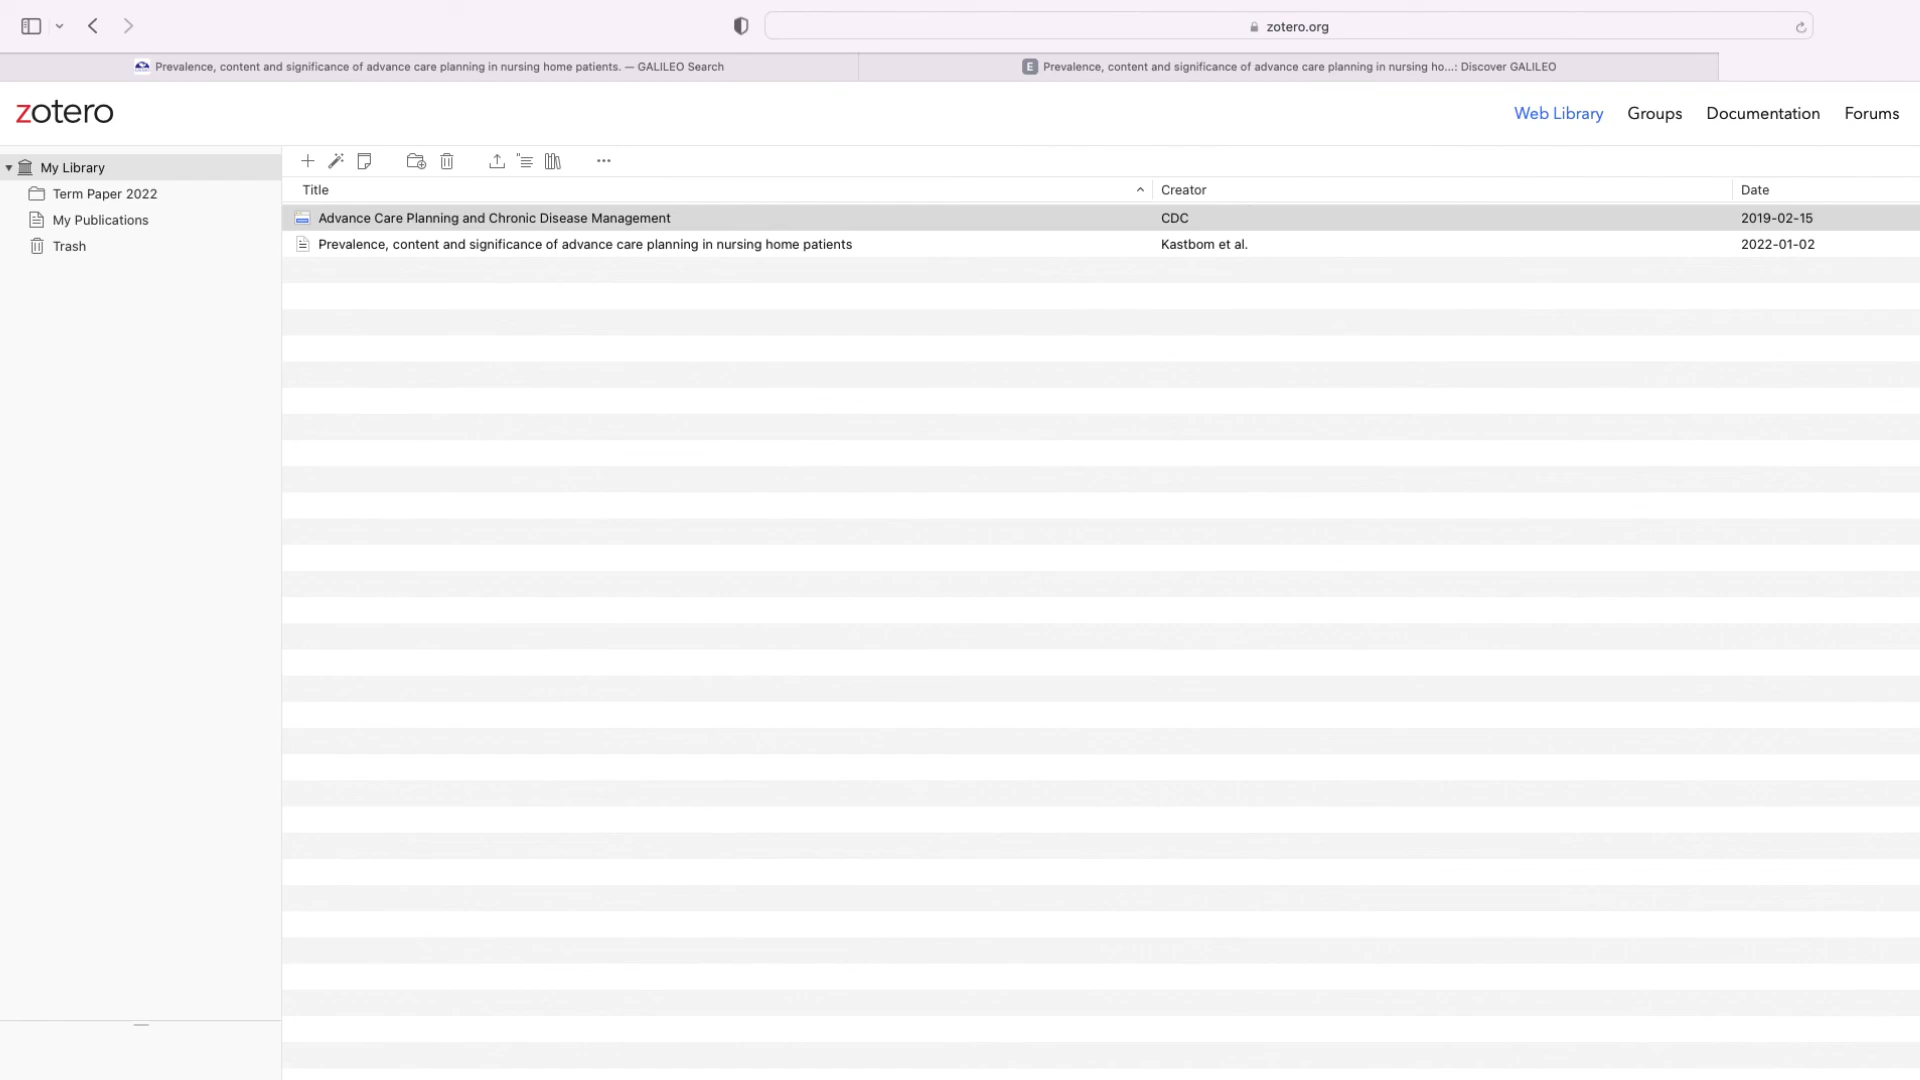 zotero.org
Prevalence, content and significance of advance care planning in nursing home patients. — GALILEO Search
E Prevalence, content and significance of advance care planning in nursing ho...: Discover GALILEO
zotero
Web Library Groups Documentation Forums
My Library
Term Paper 2022
My Publications
Trash
Title Creator Date
Advance Care Planning and Chronic Disease Management CDC 2019-02-15
Prevalence, content and significance of advance care planning in nursing home patients Kastbom et al. 2022-01-02